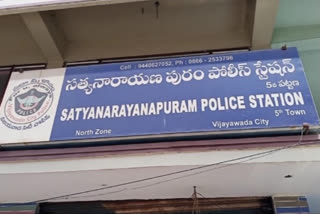 Cell : 9440627052, Ph : 0866 - 2533796
సత్యనారాయణ పురం పోలీస్ స్టేషన్
5వ పట్టణ
SATYANARAYANAPURAM POLICE STATION
5th Town
North Zone
Vijayawada City